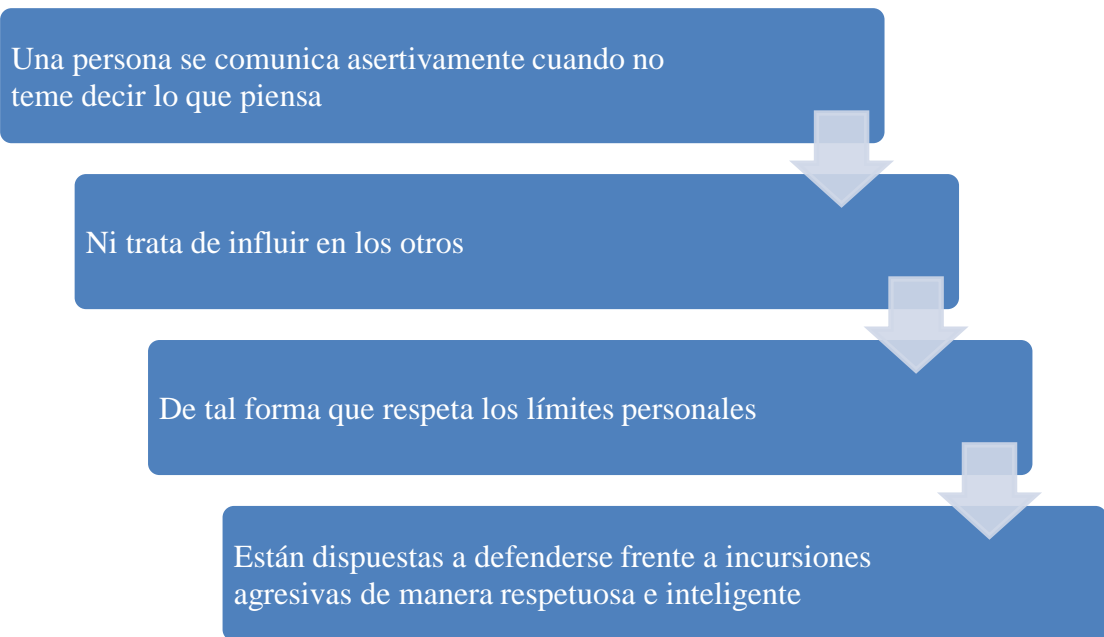 Una persona se comunica asertivamente cuando no
teme decir lo que piensa
Ni trata de influir en los otros
De tal forma que respeta los límites personales
Están dispuestas a defenderse frente a incursiones
agresivas de manera respetuosa e inteligente